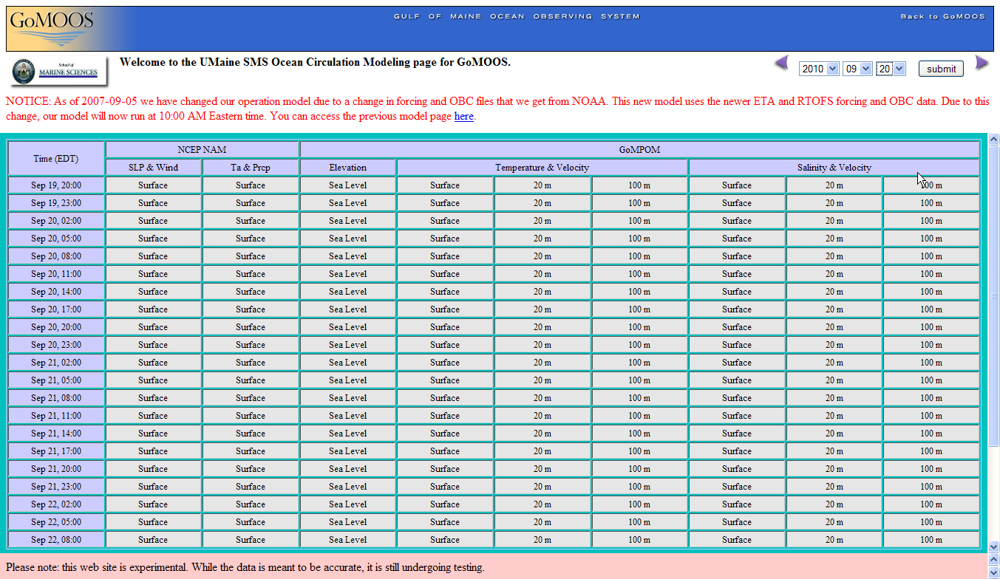 GoMOOS
GULF OF MAINE OCEAN OBSERVING SYSTEM
Back to GoMOOS
School of
MARINE SCIENCES
Welcome to the UMaine SMS Ocean Circulation Modeling page for GoMOOS.
2010 09 20 submit
NOTICE: As of 2007-09-05 we have changed our operation model due to a change in forcing and OBC files that we get from NOAA. This new model uses the newer ETA and RTOFS forcing and OBC data. Due to this
change, our model will now run at 10:00 AM Eastern time. You can access the previous model page here.
Time (EDT) NCEP NAM GoMPOM
SLP & Wind Ta & Prcp Elevation Temperature & Velocity Salinity & Velocity
Sep 19, 20:00 Surface Surface Sea Level Surface 20 m 100 m Surface 20 m 100 m
Sep 19, 23:00 Surface Surface Sea Level Surface 20 m 100 m Surface 20 m 100 m
Sep 20, 02:00 Surface Surface Sea Level Surface 20 m 100 m Surface 20 m 100 m
Sep 20, 05:00 Surface Surface Sea Level Surface 20 m 100 m Surface 20 m 100 m
Sep 20, 08:00 Surface Surface Sea Level Surface 20 m 100 m Surface 20 m 100 m
Sep 20, 11:00 Surface Surface Sea Level Surface 20 m 100 m Surface 20 m 100 m
Sep 20, 14:00 Surface Surface Sea Level Surface 20 m 100 m Surface 20 m 100 m
Sep 20, 17:00 Surface Surface Sea Level Surface 20 m 100 m Surface 20 m 100 m
Sep 20, 20:00 Surface Surface Sea Level Surface 20 m 100 m Surface 20 m 100 m
Sep 20, 23:00 Surface Surface Sea Level Surface 20 m 100 m Surface 20 m 100 m
Sep 21, 02:00 Surface Surface Sea Level Surface 20 m 100 m Surface 20 m 100 m
Sep 21, 05:00 Surface Surface Sea Level Surface 20 m 100 m Surface 20 m 100 m
Sep 21, 08:00 Surface Surface Sea Level Surface 20 m 100 m Surface 20 m 100 m
Sep 21, 11:00 Surface Surface Sea Level Surface 20 m 100 m Surface 20 m 100 m
Sep 21, 14:00 Surface Surface Sea Level Surface 20 m 100 m Surface 20 m 100 m
Sep 21, 17:00 Surface Surface Sea Level Surface 20 m 100 m Surface 20 m 100 m
Sep 21, 20:00 Surface Surface Sea Level Surface 20 m 100 m Surface 20 m 100 m
Sep 21, 23:00 Surface Surface Sea Level Surface 20 m 100 m Surface 20 m 100 m
Sep 22, 02:00 Surface Surface Sea Level Surface 20 m 100 m Surface 20 m 100 m
Sep 22, 05:00 Surface Surface Sea Level Surface 20 m 100 m Surface 20 m 100 m
Sep 22, 08:00 Surface Surface Sea Level Surface 20 m 100 m Surface 20 m 100 m
Please note: this web site is experimental. While the data is meant to be accurate, it is still undergoing testing.